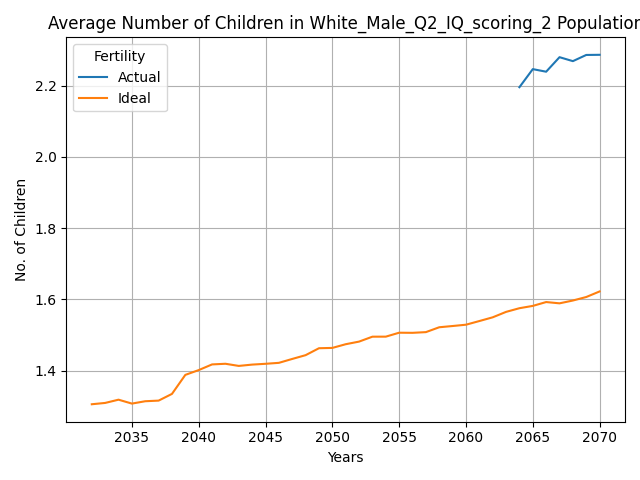 Average Number of Children in White_Male_Q2_IQ_scoring_2 Population
Fertility
Actual
Ideal
2.2
2.0
1.8
1.6
1.4
No. of Children
2035 2040 2045 2050 2055 2060 2065 2070
Years